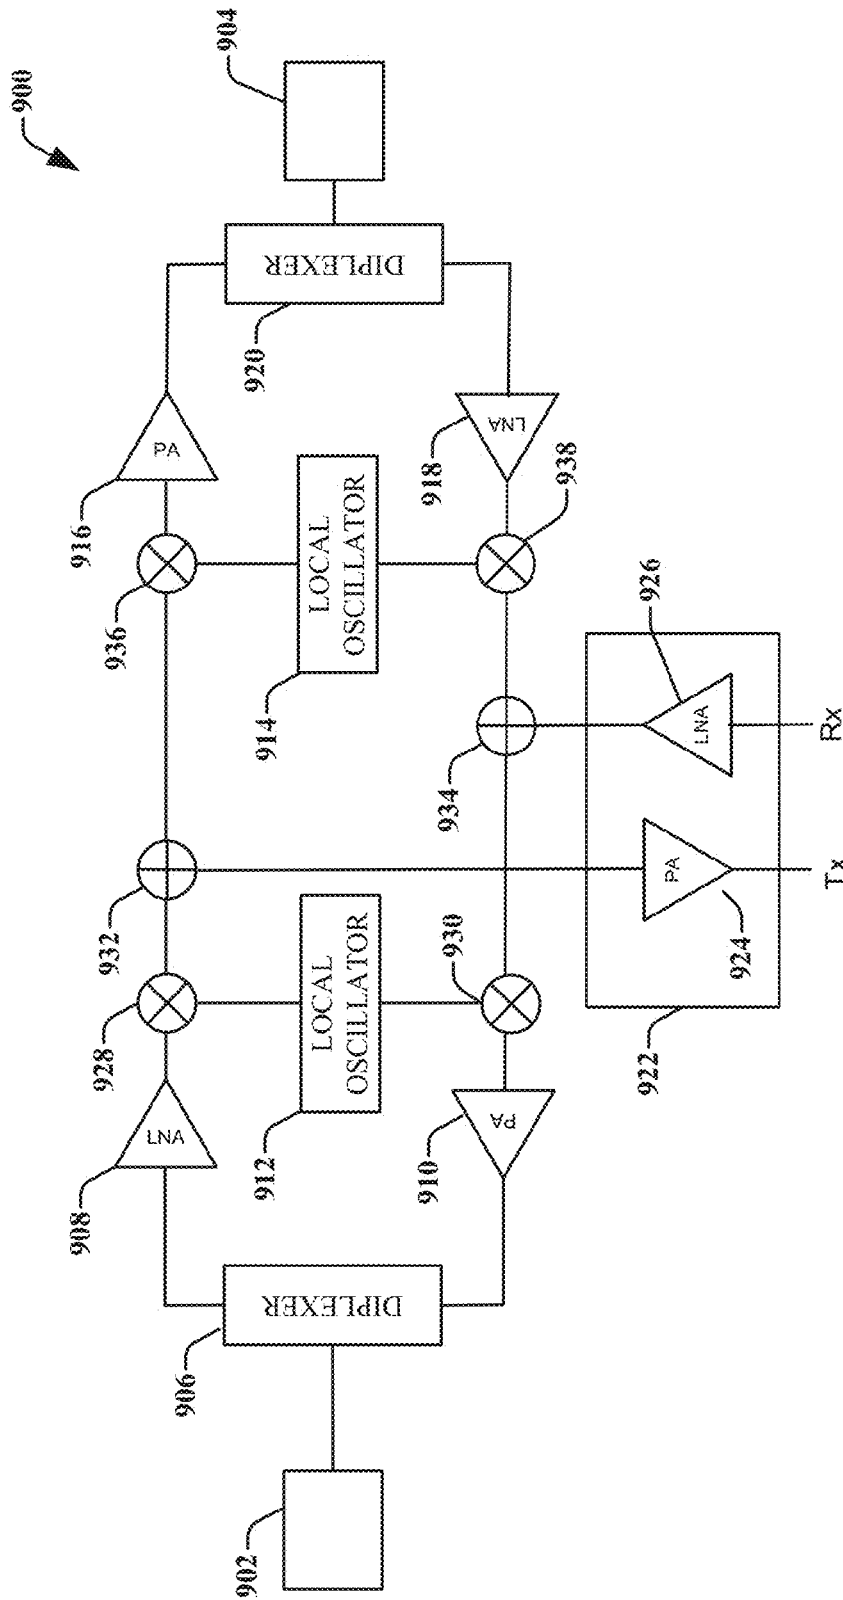 900
904
DIPLEXER
920
PA
916
LNA
918
936
938
LOCAL
OSCILLATOR
914
926
LNA
Rx
934
932
PA
924
Tx
922
928
930
LOCAL
OSCILLATOR
912
LNA
908
PA
910
DIPLEXER
906
902